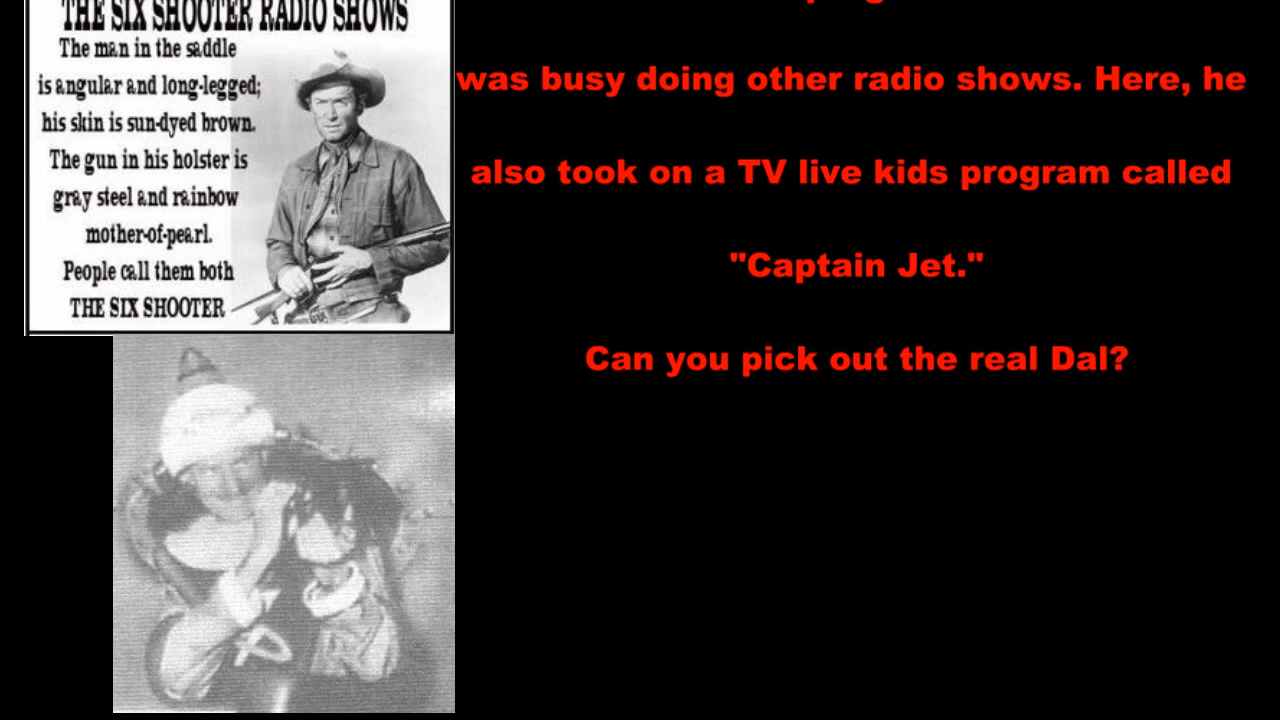 THE SIX SHOOTER RADIO SHOWS
The man in the saddle
is angular and long-legged;
his skin is sun-dyed brown.
The gun in his holster is
gray steel and rainbow
mother-of-pearl.
People call them both
THE SIX SHOOTER
was busy doing other radio shows. Here, he
also took on a TV live kids program called
"Captain Jet."
Can you pick out the real Dal?